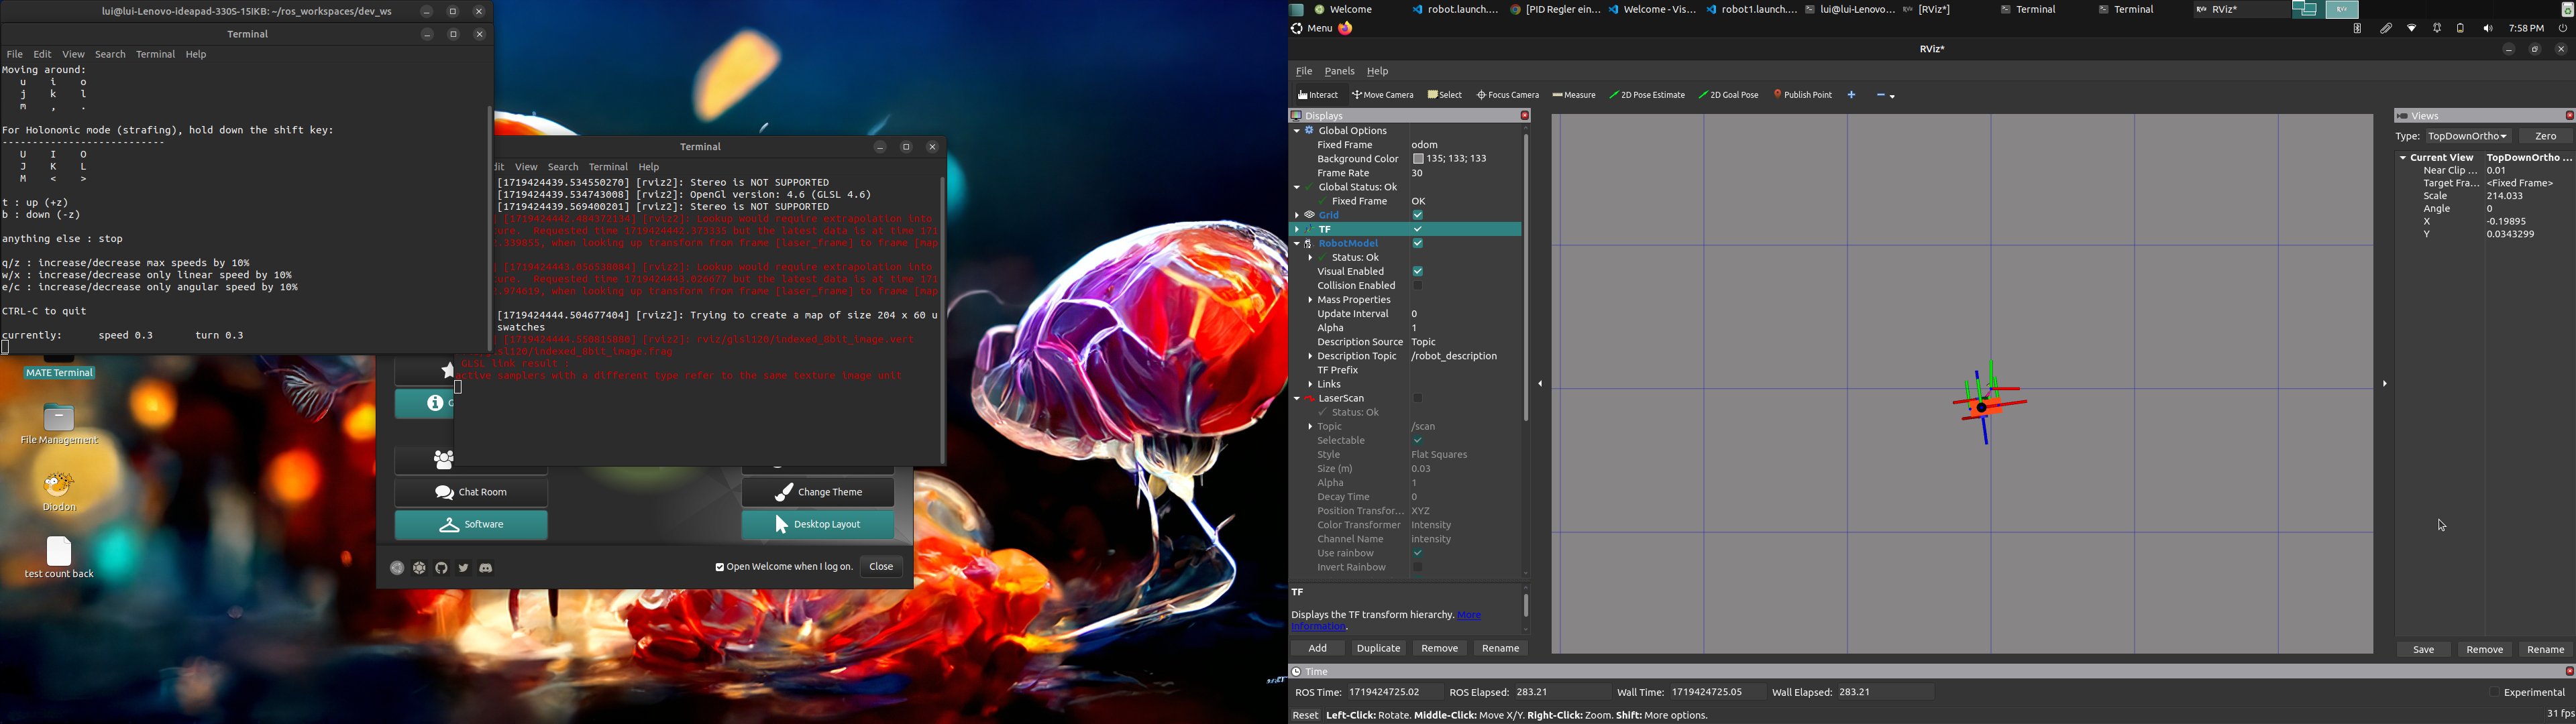 lui@lui-Lenovo-ideapad-330S-15IKB: ~/ros_workspaces/dev_ws
Terminal
File Edit View Search Terminal Help
Moving around:
u i o
j k l
m , .
For Holonomic mode (strafing), hold down the shift key:
---------------------------
U I O
J K L
M < >
t : up (+z)
b : down (-z)
anything else : stop
q/z : increase/decrease max speeds by 10%
w/x : increase/decrease only linear speed by 10%
e/c : increase/decrease only angular speed by 10%
CTRL-C to quit
currently: speed 0.3 turn 0.3
MATE Terminal
File Management
Diodon
test count back
Terminal
dit View Search Terminal Help
[1719424439.534550270] [rviz2]: Stereo is NOT SUPPORTED
[1719424439.534743008] [rviz2]: OpenGl version: 4.6 (GLSL 4.6)
[1719424439.569400201] [rviz2]: Stereo is NOT SUPPORTED
[1719424442.484372134] [rviz2]: Lookup would require extrapolation into
ure. Requested time 1719424442.373335 but the latest data is at time 171
.339855, when looking up transform from frame [laser_frame] to frame [map
[1719424443.056538884] [rviz2]: Lookup would require extrapolation into
ure. Requested time 1719424443.026677 but the latest data is at time 171
.974619, when looking up transform from frame [laser_frame] to frame [map
[1719424444.504677404] [rviz2]: Trying to create a map of size 204 x 60 u
swatches
[1719424444.550815080] [rviz2]: rviz/glsl120/indexed_8bit_image.vert
sl120/indexed_8bit_image.frag
GLSL link result :
active samplers with a different type refer to the same texture image unit
Chat Room
Change Theme
Software
Desktop Layout
Open Welcome when I log on.
Close
Welcome
robot.launch....
[PID Regler ein...
Welcome - Vis...
robot1.launch....
lui@lui-Lenovo...
[RViz*]
Terminal
Terminal
RViz*
Menu
7:58 PM
RViz*
File Panels Help
Interact Move Camera Select Focus Camera Measure 2D Pose Estimate 2D Goal Pose Publish Point
Displays
Global Options
Fixed Frame odom
Background Color 135; 133; 133
Frame Rate 30
Global Status: Ok
Fixed Frame OK
Grid
TF
RobotModel
Status: Ok
Visual Enabled
Collision Enabled
Mass Properties
Update Interval 0
Alpha 1
Description Source Topic
Description Topic /robot_description
TF Prefix
Links
LaserScan
Status: Ok
Topic /scan
Selectable
Style Flat Squares
Size (m) 0.03
Alpha 1
Decay Time 0
Position Transfor... XYZ
Color Transformer Intensity
Channel Name intensity
Use rainbow
Invert Rainbow
TF
Displays the TF transform hierarchy. More
Information.
Add Duplicate Remove Rename
Views
Type: TopDownOrtho Zero
Current View TopDownOrtho ...
Near Clip ... 0.01
Target Fra... <Fixed Frame>
Scale 214.033
Angle 0
X -0.19895
Y 0.0343299
Save Remove Rename
Time
ROS Time: 1719424725.02 ROS Elapsed: 283.21 Wall Time: 1719424725.05 Wall Elapsed: 283.21 Experimental
Reset Left-Click: Rotate. Middle-Click: Move X/Y. Right-Click: Zoom. Shift: More options. 31 fps